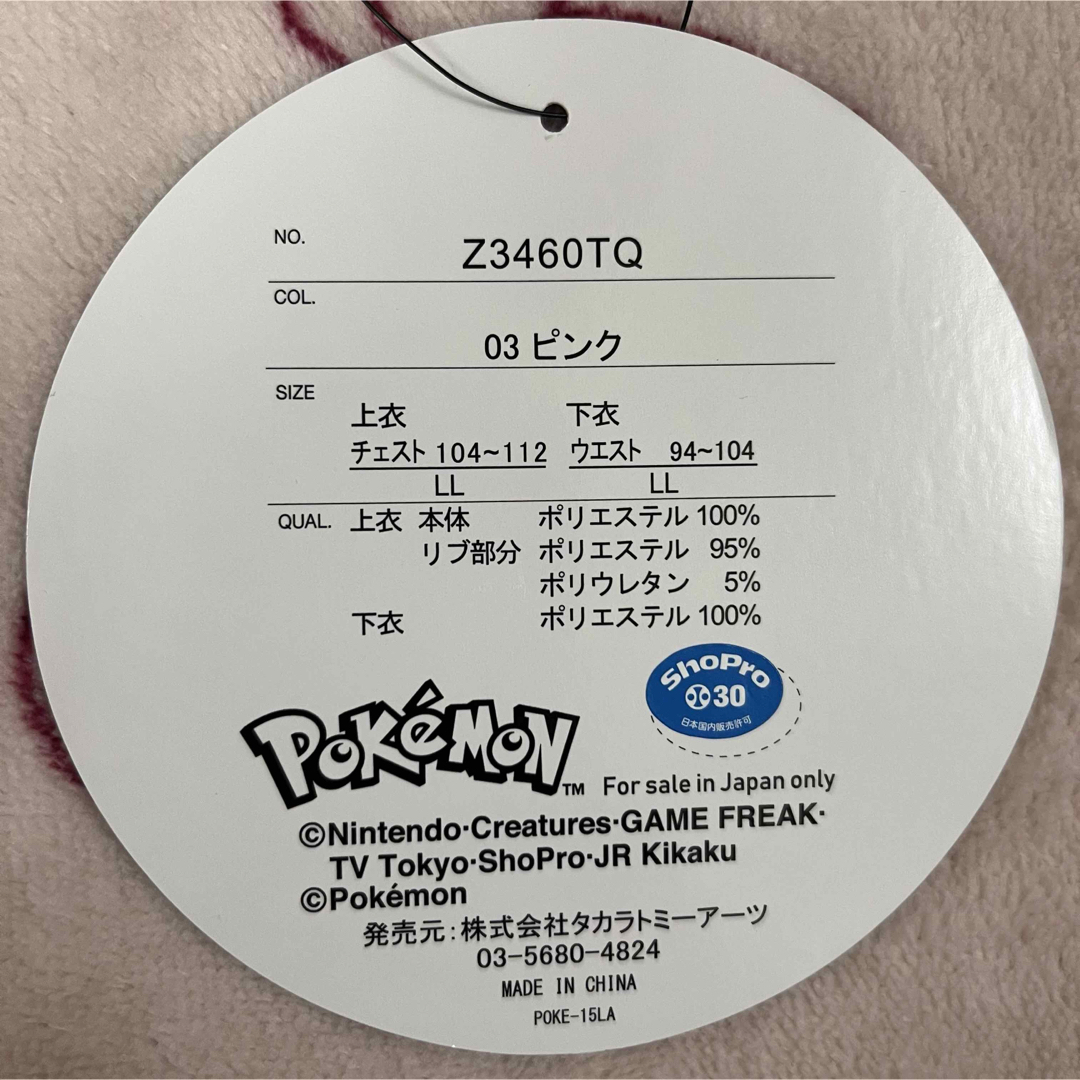 NO.
Z3460TQ
COL.
03 ピンク
SIZE
上衣 下衣
チェスト 104~112 ウエスト 94~104
LL LL
QUAL. 上衣 本体 ポリエステル 100%
リブ部分 ポリエステル 95%
ポリウレタン 5%
下衣 ポリエステル 100%
ShoPro
30
日本国内販売許可
POKéMON™ For sale in Japan only
©Nintendo·Creatures·GAME FREAK·
TV Tokyo·ShoPro·JR Kikaku
©Pokémon
発売元:株式会社タカラトミーアーツ
03-5680-4824
MADE IN CHINA
POKE-15LA